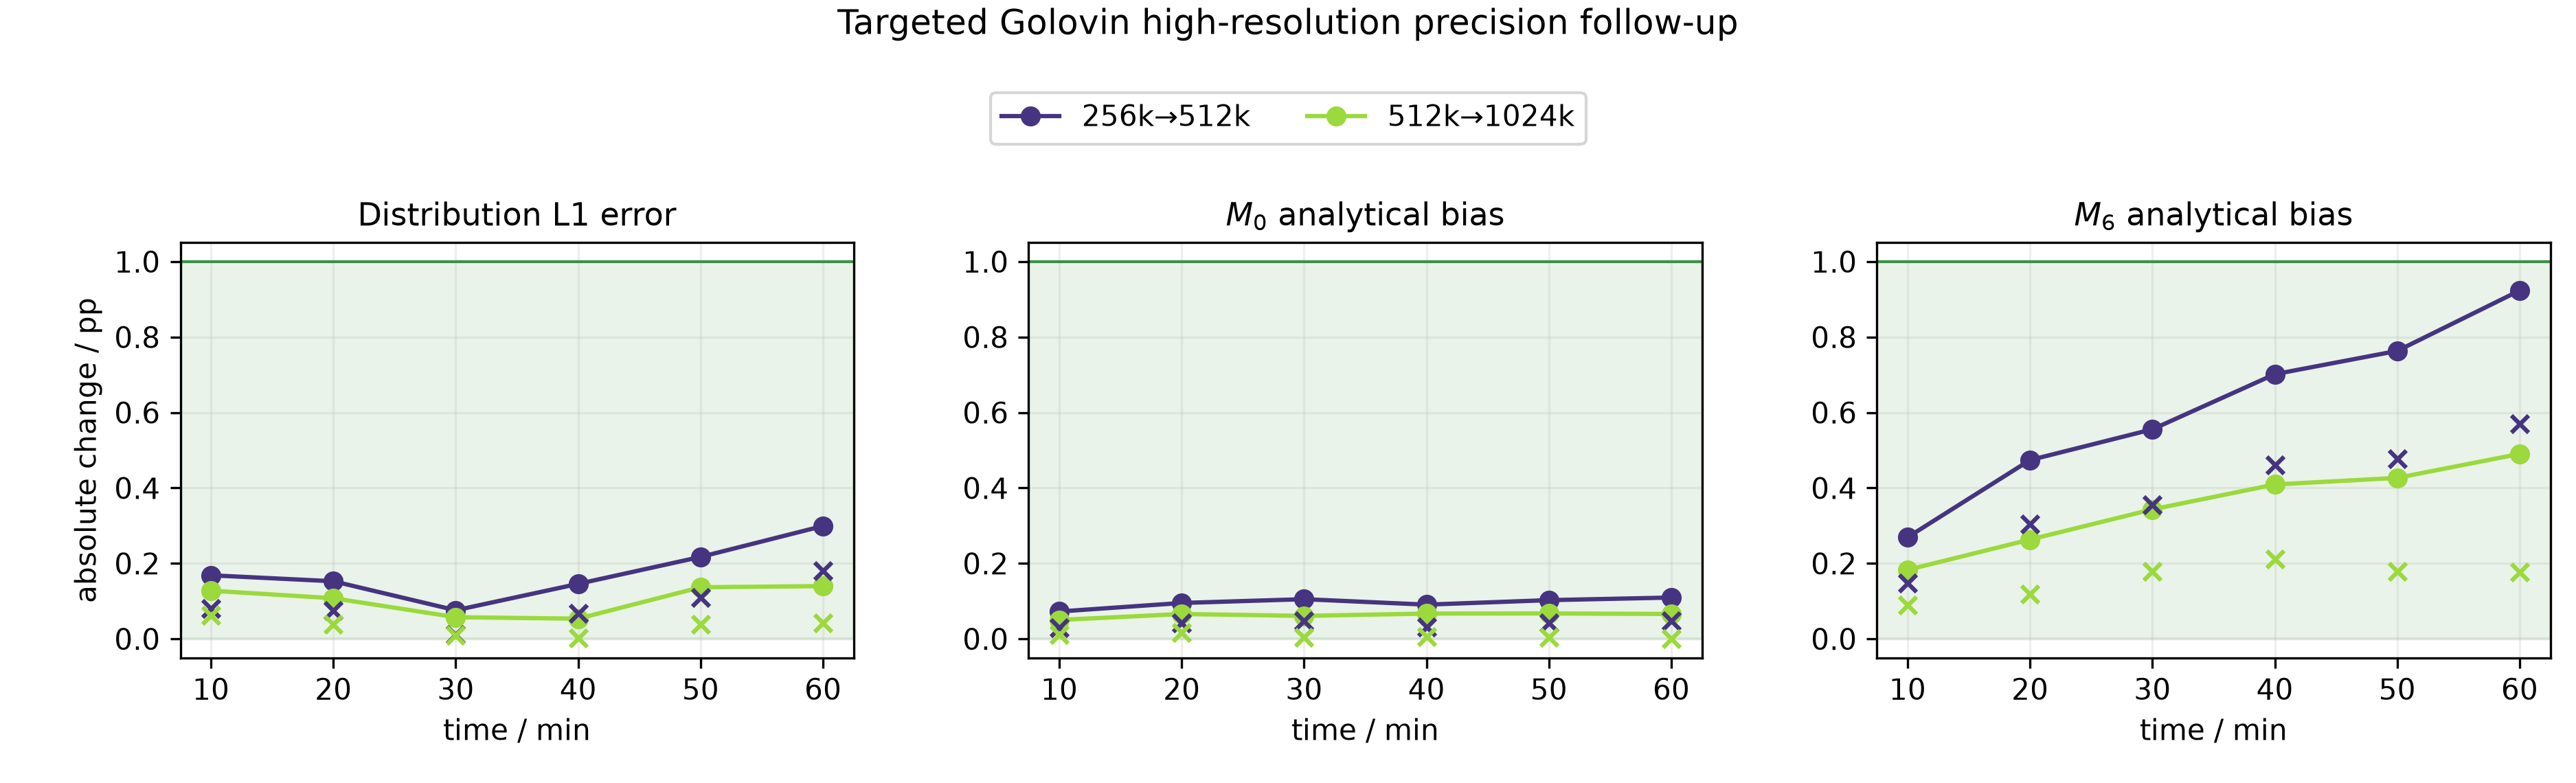 Targeted Golovin high-resolution precision follow-up
256k→512k
512k→1024k
Distribution L1 error
absolute change / pp
1.0
0.8
0.6
0.4
0.2
0.0
10 20 30 40 50 60
time / min
M₀ analytical bias
1.0
0.8
0.6
0.4
0.2
0.0
10 20 30 40 50 60
time / min
M₆ analytical bias
1.0
0.8
0.6
0.4
0.2
0.0
10 20 30 40 50 60
time / min